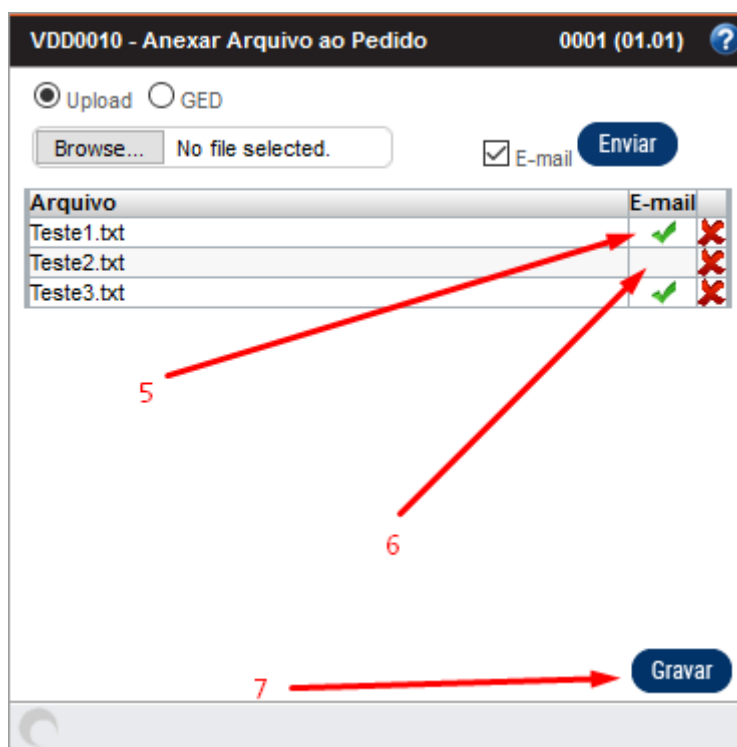 VDD0010 - Anexar Arquivo ao Pedido 0001 (01.01) ?
Upload GED
Browse... No file selected. E-mail Enviar
Arquivo E-mail
Teste1.txt
Teste2.txt
Teste3.txt
5
6
7 Gravar